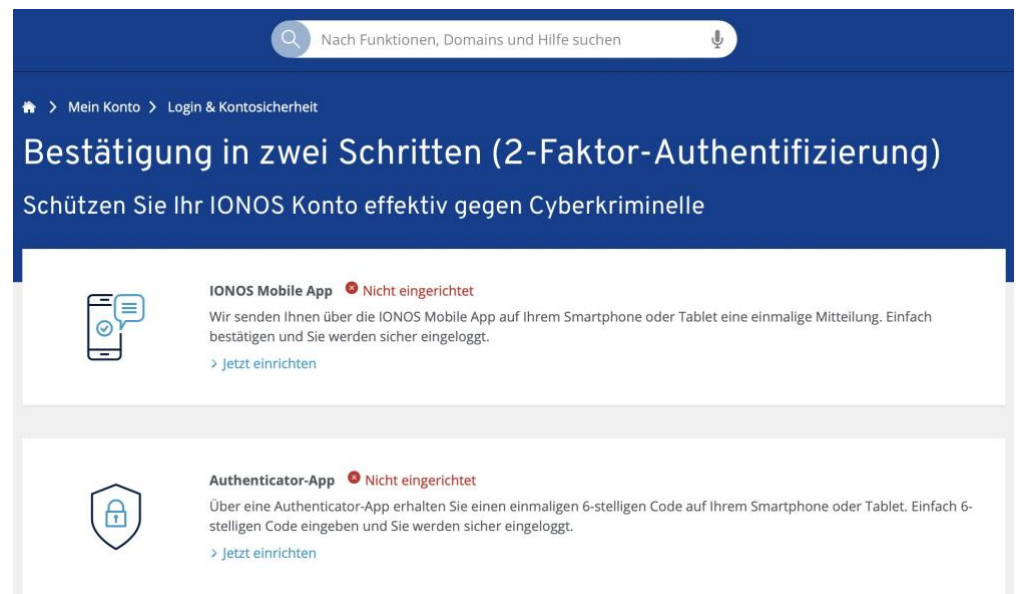 Nach Funktionen, Domains und Hilfe suchen
Mein Konto > Login & Kontosicherheit
Bestätigung in zwei Schritten (2-Faktor-Authentifizierung)
Schützen Sie Ihr IONOS Konto effektiv gegen Cyberkriminelle
IONOS Mobile App Nicht eingerichtet
Wir senden Ihnen über die IONOS Mobile App auf Ihrem Smartphone oder Tablet eine einmalige Mitteilung. Einfach
bestätigen und Sie werden sicher eingeloggt.
> Jetzt einrichten
Authenticator-App Nicht eingerichtet
Über eine Authenticator-App erhalten Sie einen einmaligen 6-stelligen Code auf Ihrem Smartphone oder Tablet. Einfach 6-
stelligen Code eingeben und Sie werden sicher eingeloggt.
> Jetzt einrichten